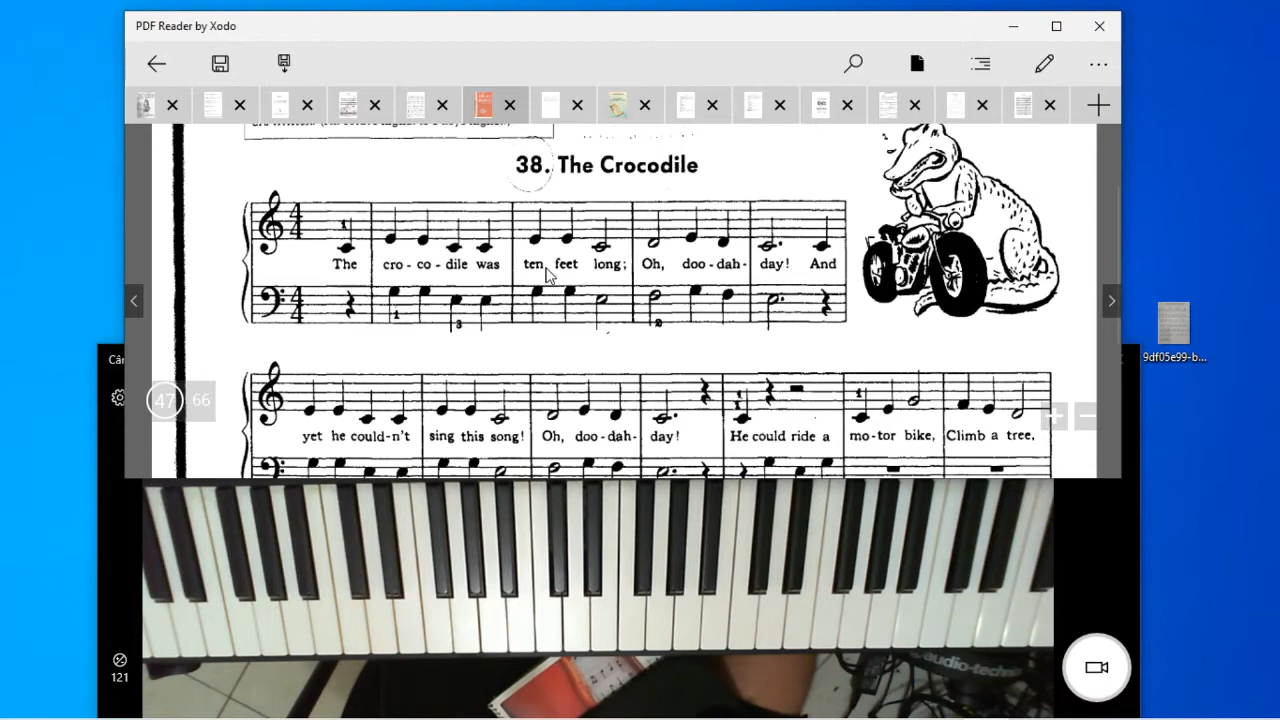 PDF Reader by Xodo
38. The Crocodile
The cro-co-dile was ten feet long; Oh, doo-dah-day! And
47 66
yet he could-n't sing this song! Oh, doo-dah-day! He could ride a mo-tor bike, Climb a tree,
9df05e99-b...
Câm
121
audio-techni